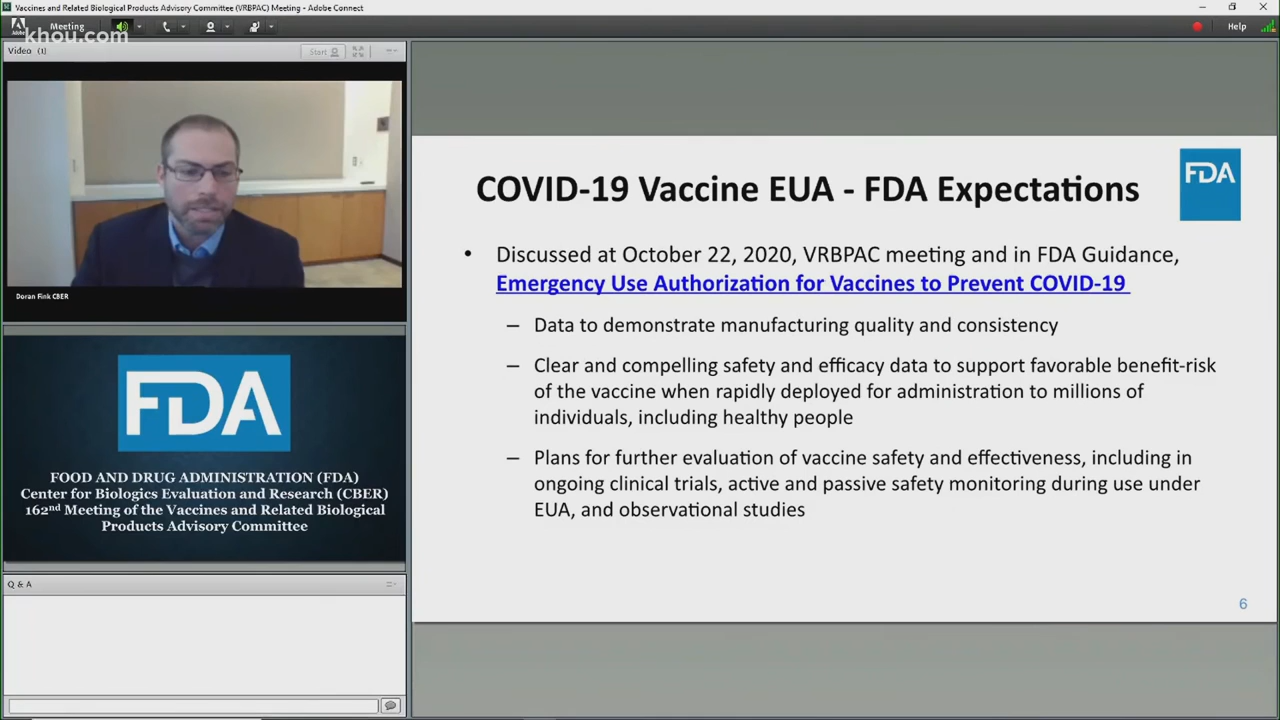 Vaccines and Related Biological Products Advisory Committee (VRBPAC) Meeting - Adobe Connect
Meeting
Help
khou.com
Video (1)
Start
Doran Fink CBER
FDA
FOOD AND DRUG ADMINISTRATION (FDA)
Center for Biologics Evaluation and Research (CBER)
162nd Meeting of the Vaccines and Related Biological
Products Advisory Committee
Q & A
FDA
COVID-19 Vaccine EUA - FDA Expectations
• Discussed at October 22, 2020, VRBPAC meeting and in FDA Guidance,
Emergency Use Authorization for Vaccines to Prevent COVID-19
– Data to demonstrate manufacturing quality and consistency
– Clear and compelling safety and efficacy data to support favorable benefit-risk
of the vaccine when rapidly deployed for administration to millions of
individuals, including healthy people
– Plans for further evaluation of vaccine safety and effectiveness, including in
ongoing clinical trials, active and passive safety monitoring during use under
EUA, and observational studies
6